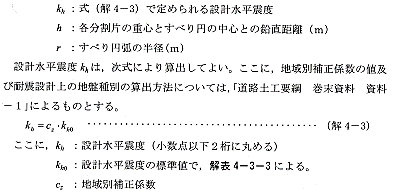 k_h：式（解4－3）で定められる設計水平震度
h：各分割片の重心とすべり円の中心との鉛直距離（m）
r：すべり円弧の半径（m）
設計水平震度 k_h は，次式により算出してよい。ここに，地域別補正係数の値及
び耐震設計上の地盤種別の算出方法については，「道路土工要綱　巻末資料　資料
－1」によるものとする。
k_h＝c_z・k_h0 ‥‥‥‥‥‥‥‥‥‥‥‥‥‥‥‥‥‥（解4－3）
ここに，k_h：設計水平震度（小数点以下2桁に丸める）
k_h0：設計水平震度の標準値で，解表4－3－3による。
c_z：地域別補正係数